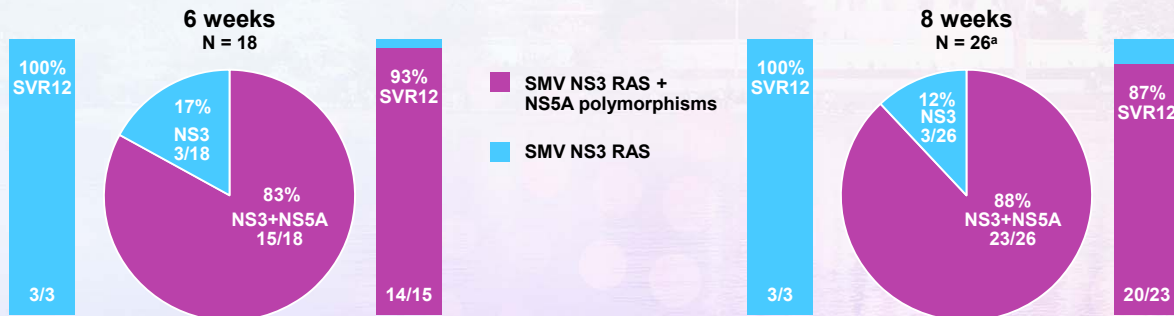 6 weeks
N = 18
100%
SVR12
3/3
17%
NS3
3/18
83%
NS3+NS5A
15/18
93%
SVR12
14/15
SMV NS3 RAS +
NS5A polymorphisms
SMV NS3 RAS
8 weeks
N = 26ᵃ
100%
SVR12
3/3
12%
NS3
3/26
88%
NS3+NS5A
23/26
87%
SVR12
20/23